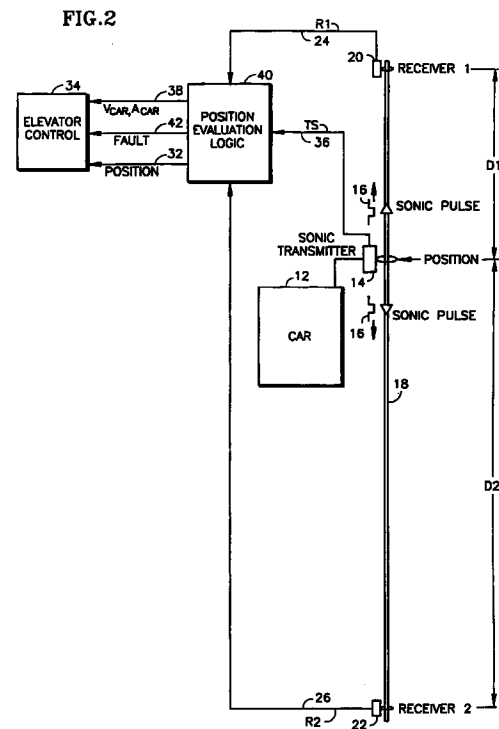 FIG.2
R1
24
20
RECEIVER 1
34
ELEVATOR
CONTROL
38
VCAR, ACAR
42
FAULT
32
POSITION
40
POSITION
EVALUATION
LOGIC
TS
36
D1
16
SONIC PULSE
SONIC
TRANSMITTER
14
POSITION
12
CAR
16
SONIC PULSE
18
D2
26
R2
22
RECEIVER 2